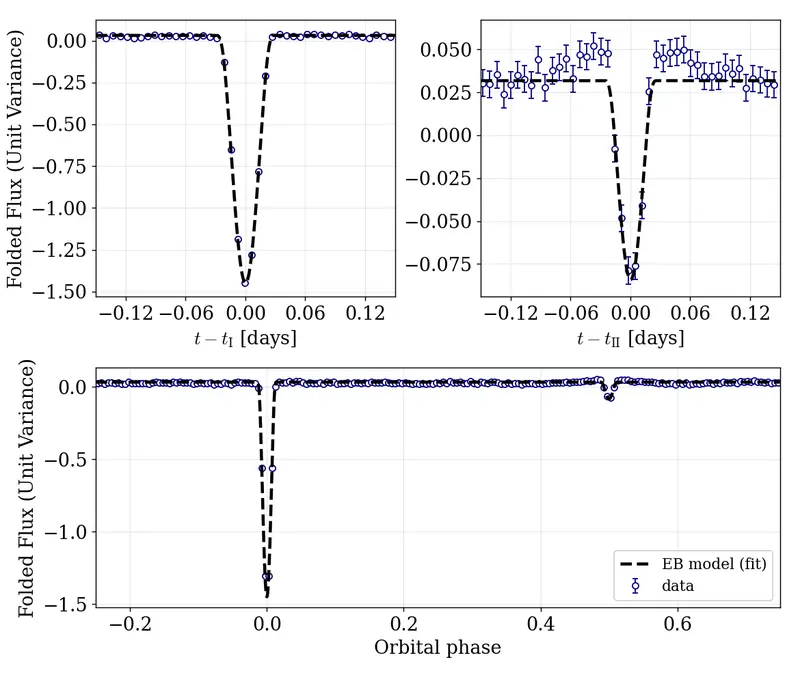 Folded Flux (Unit Variance)
0.00
−0.25
−0.50
−0.75
−1.00
−1.25
−1.50
−0.12 −0.06 0.00 0.06 0.12
t − tI [days]
0.050
0.025
0.000
−0.025
−0.050
−0.075
−0.12 −0.06 0.00 0.06 0.12
t − tII [days]
Folded Flux (Unit Variance)
0.0
−0.5
−1.0
−1.5
EB model (fit)
data
−0.2 0.0 0.2 0.4 0.6
Orbital phase